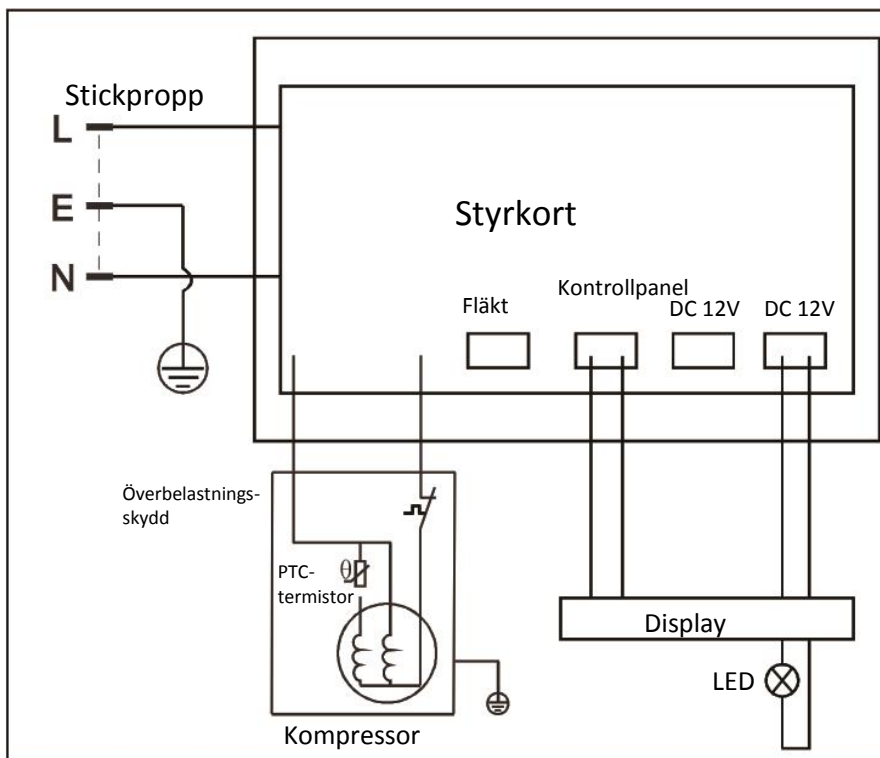 Stickpropp
L
E
N
Styrkort
Fläkt
Kontrollpanel
DC 12V
DC 12V
Överbelastnings-
skydd
PTC-
termistor
θ
Display
LED
Kompressor